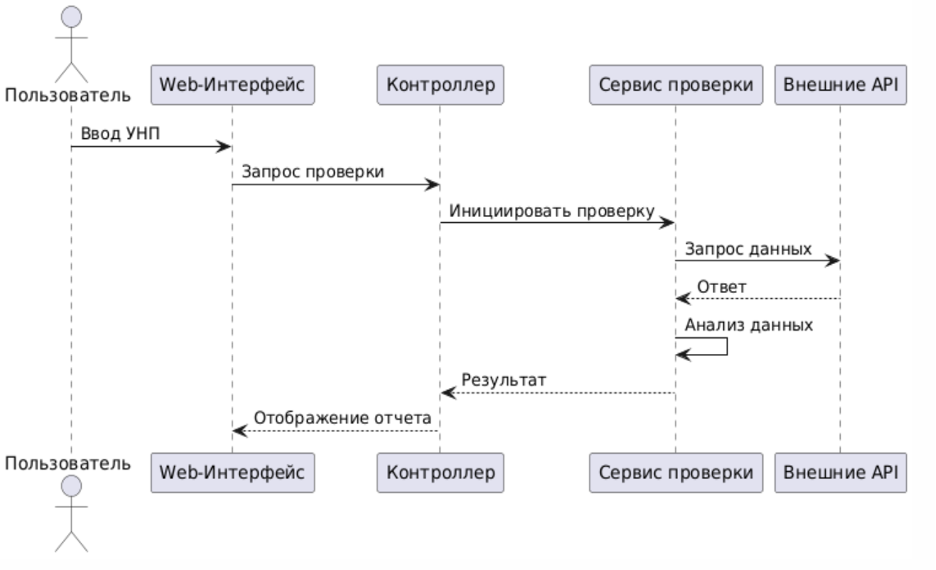 Пользователь
Web-Интерфейс
Контроллер
Сервис проверки
Внешние API
Ввод УНП
Запрос проверки
Инициировать проверку
Запрос данных
Ответ
Анализ данных
Результат
Отображение отчета
Пользователь
Web-Интерфейс
Контроллер
Сервис проверки
Внешние API